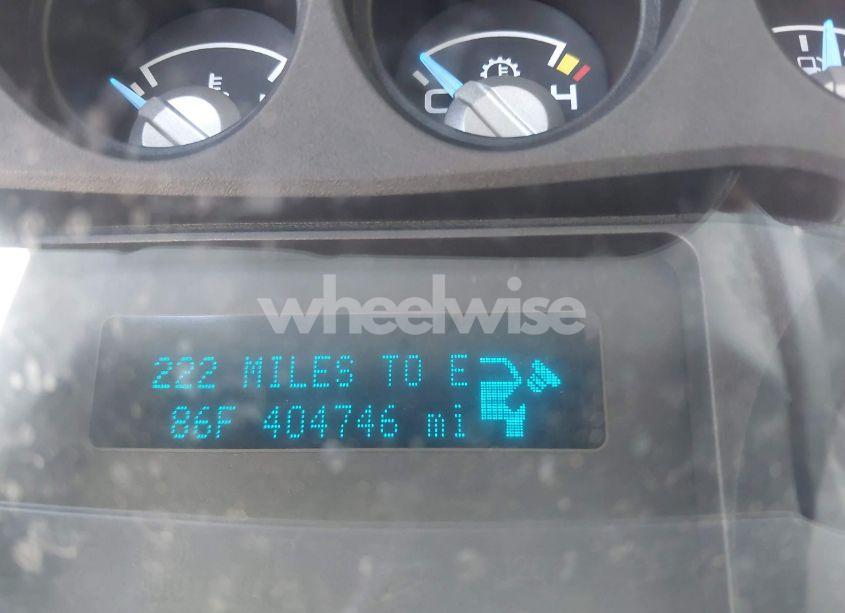 C H
wheelwise
222 MILES TO E
86F 404746 mi